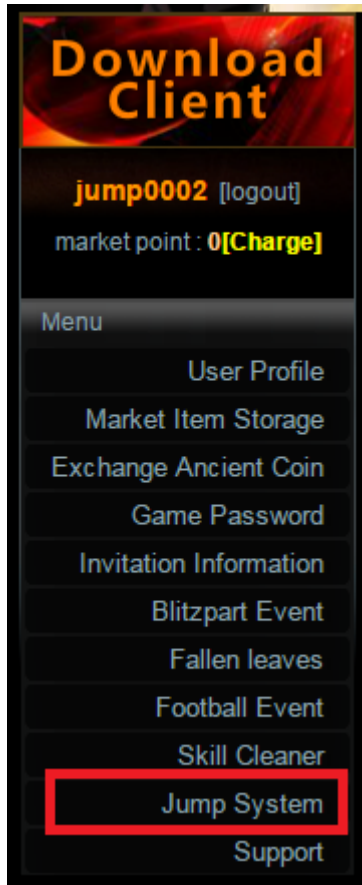 Download
Client
jump0002 [logout]
market point : 0[Charge]
Menu
User Profile
Market Item Storage
Exchange Ancient Coin
Game Password
Invitation Information
Blitzpart Event
Fallen leaves
Football Event
Skill Cleaner
Jump System
Support